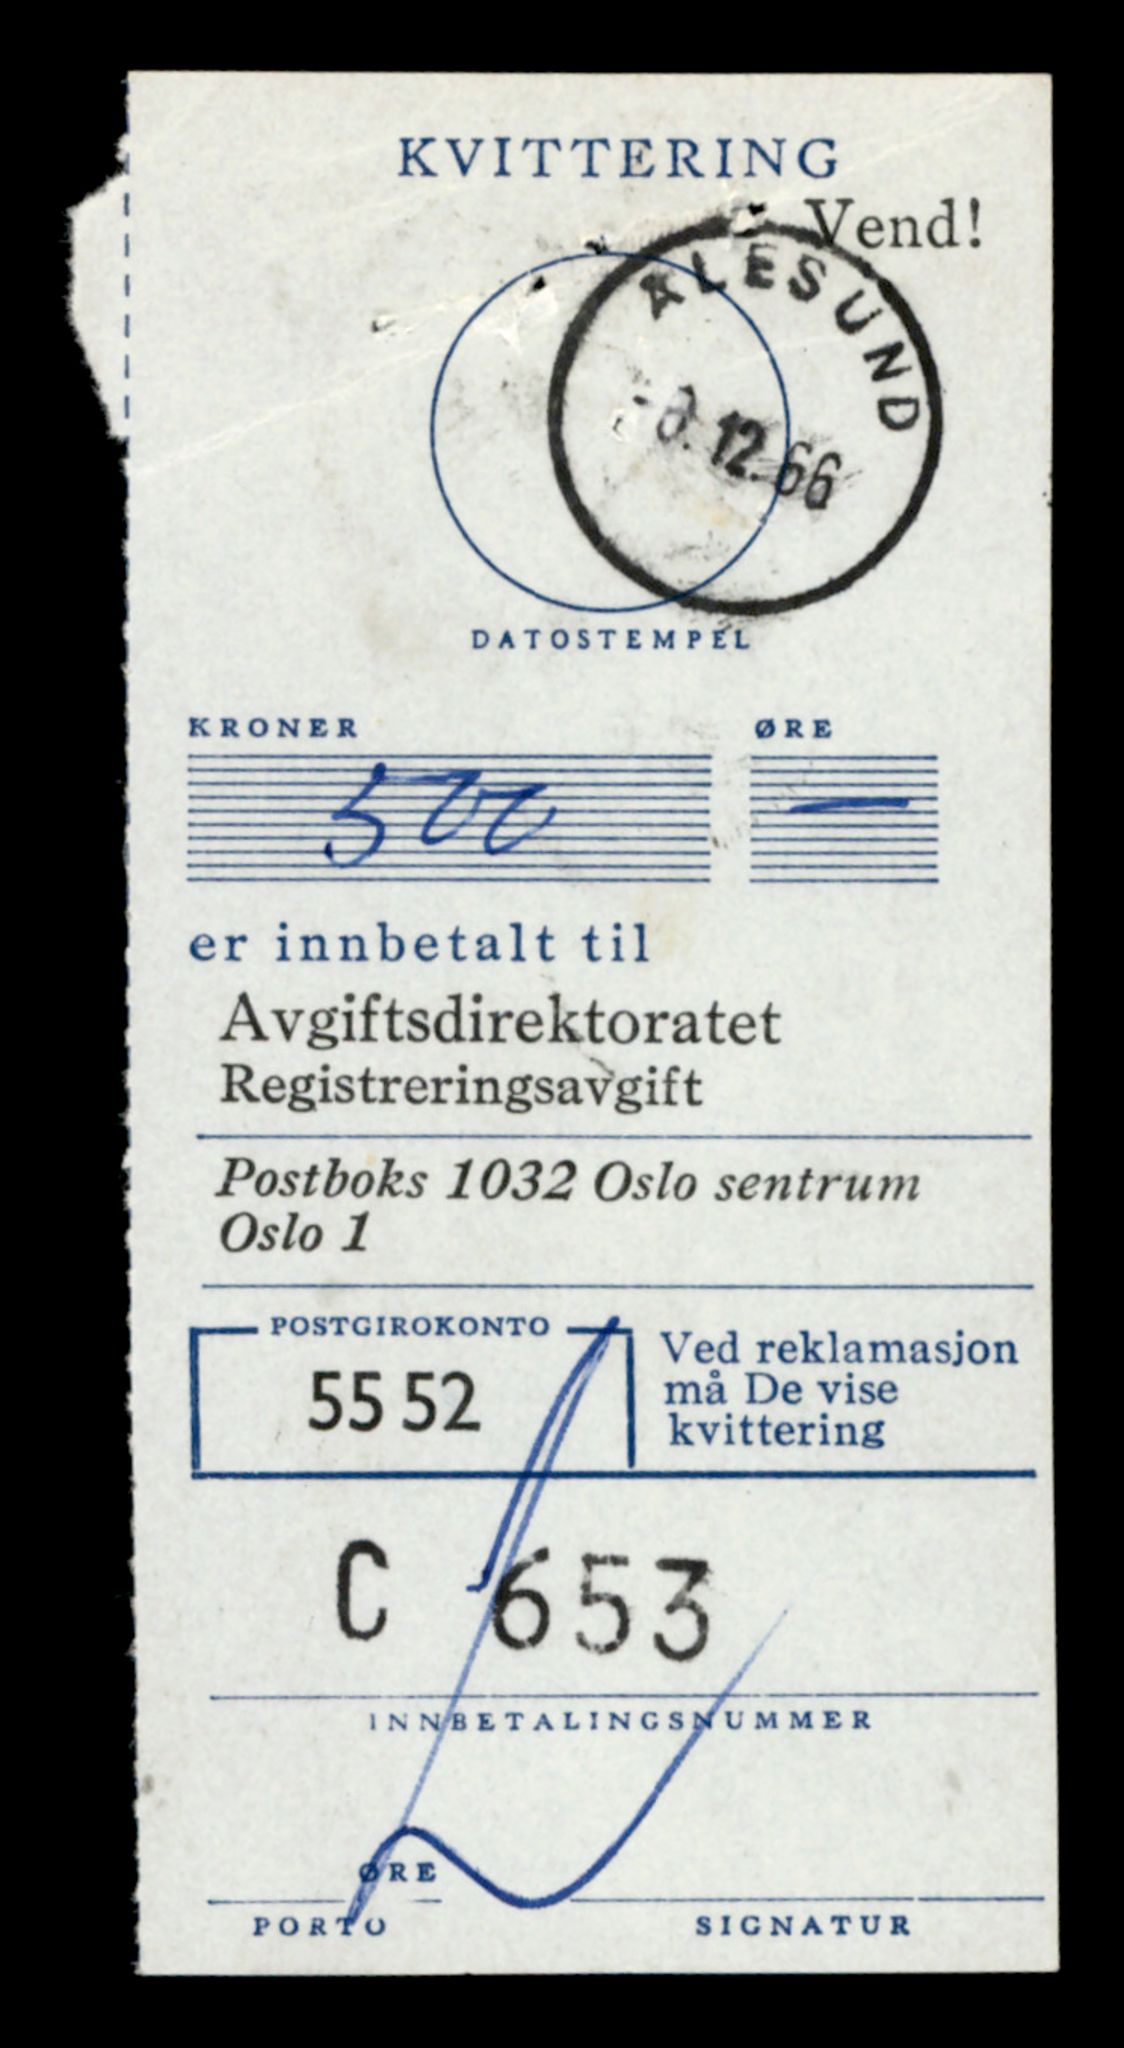 KVITTERING
Vend!
ÅLESUND
12.66
DATOSTEMPEL
KRONER ØRE
500 —
er innbetalt til
Avgiftsdirektoratet
Registreringsavgift
Postboks 1032 Oslo sentrum
Oslo 1
POSTGIROKONTO
55 52
Ved reklamasjon
må De vise
kvittering
C 653
INNBETALINGSNUMMER
ØRE
PORTO SIGNATUR